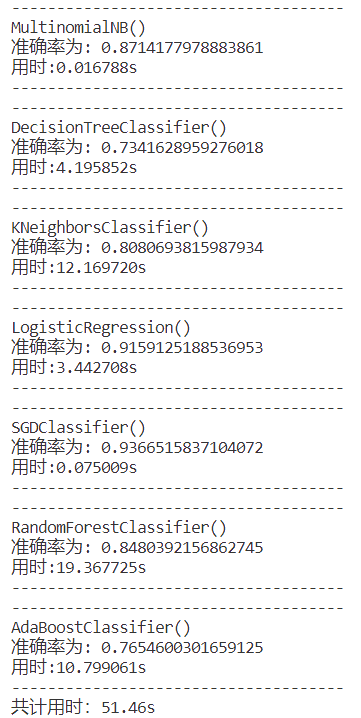 ----------------------------------
MultinomialNB()
准确率为: 0.8714177978883861
用时:0.016788s
----------------------------------
----------------------------------
DecisionTreeClassifier()
准确率为: 0.7341628959276018
用时:4.195852s
----------------------------------
----------------------------------
KNeighborsClassifier()
准确率为: 0.8080693815987934
用时:12.169720s
----------------------------------
----------------------------------
LogisticRegression()
准确率为: 0.9159125188536953
用时:3.442708s
----------------------------------
----------------------------------
SGDClassifier()
准确率为: 0.9366515837104072
用时:0.075009s
----------------------------------
----------------------------------
RandomForestClassifier()
准确率为: 0.8480392156862745
用时:19.367725s
----------------------------------
----------------------------------
AdaBoostClassifier()
准确率为: 0.7654600301659125
用时:10.799061s
----------------------------------
共计用时: 51.46s